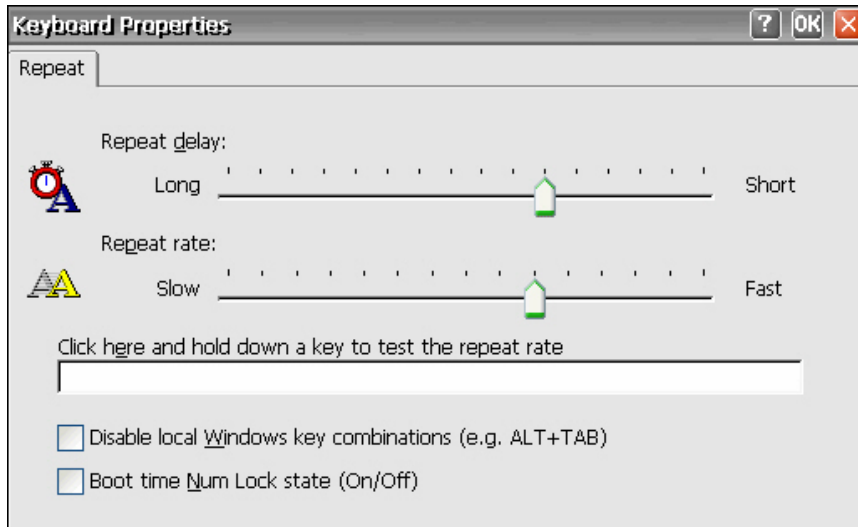 Keyboard Properties ? OK X
Repeat
Repeat delay:
Long Short
Repeat rate:
Slow Fast
Click here and hold down a key to test the repeat rate
Disable local Windows key combinations (e.g. ALT+TAB)
Boot time Num Lock state (On/Off)